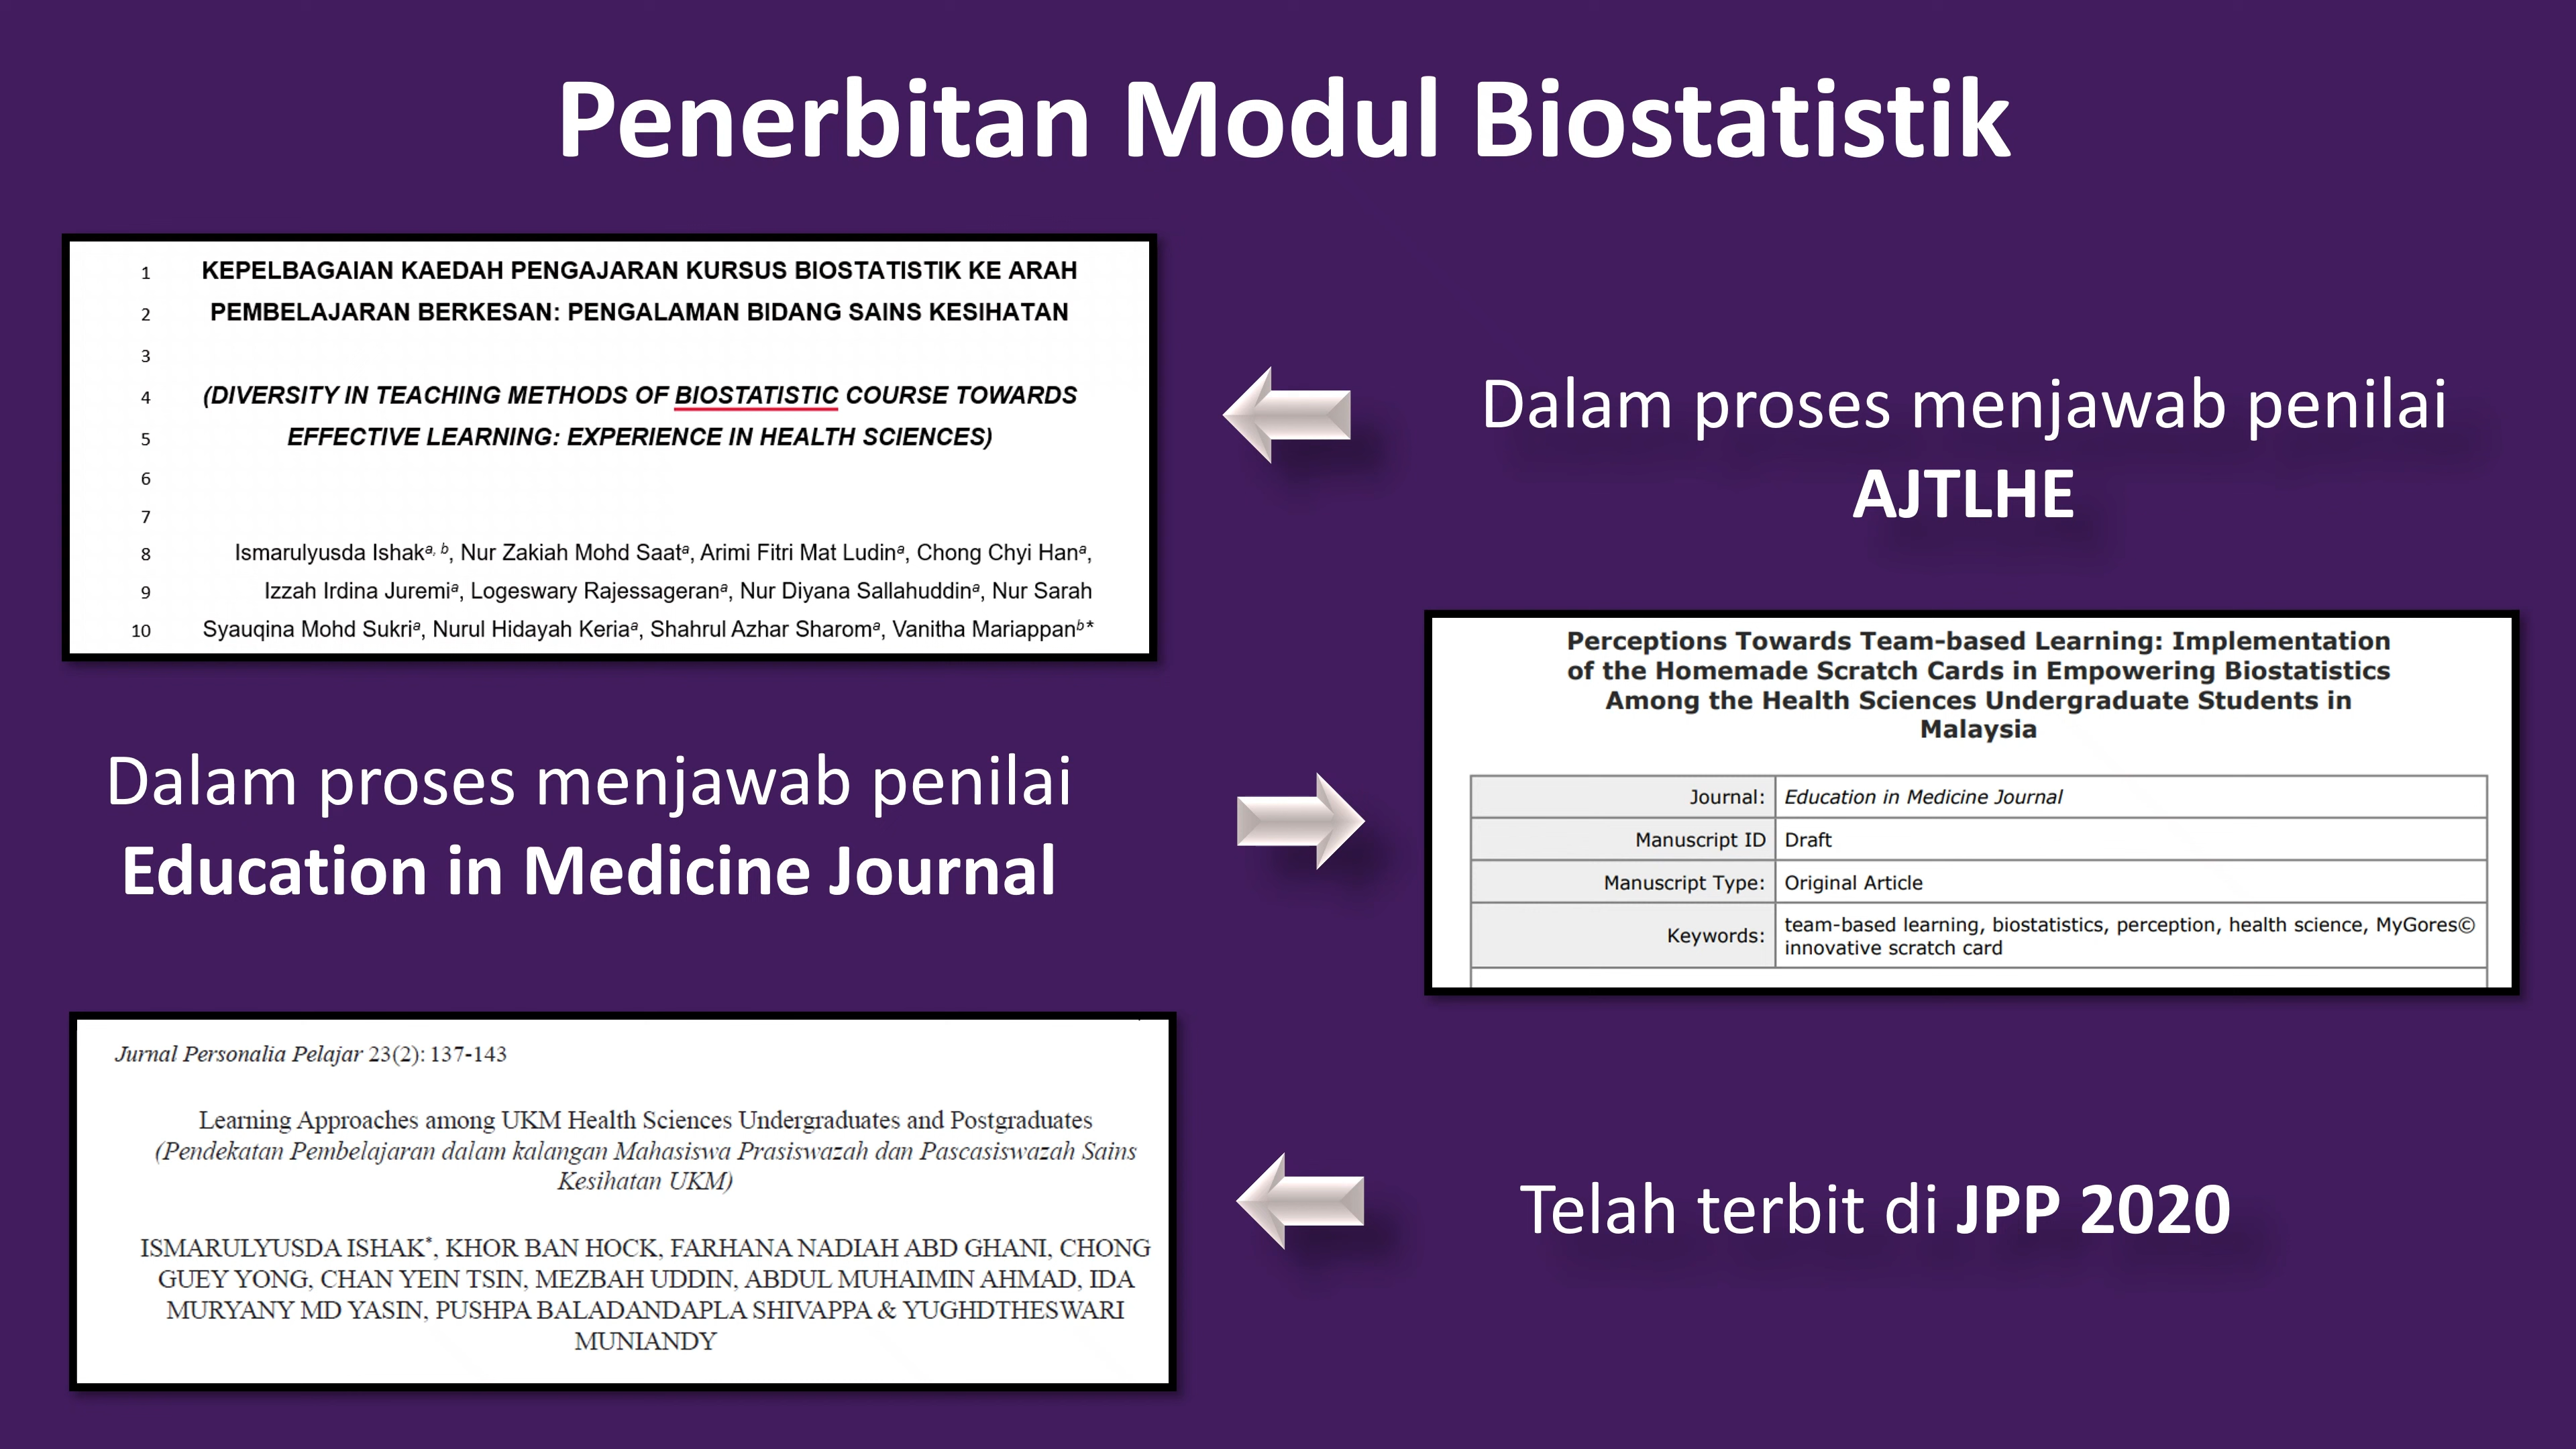 Penerbitan Modul Biostatistik
1 KEPELBAGAIAN KAEDAH PENGAJARAN KURSUS BIOSTATISTIK KE ARAH
2 PEMBELAJARAN BERKESAN: PENGALAMAN BIDANG SAINS KESIHATAN
3
4 (DIVERSITY IN TEACHING METHODS OF BIOSTATISTIC COURSE TOWARDS
5 EFFECTIVE LEARNING: EXPERIENCE IN HEALTH SCIENCES)
6
7
8 Ismarulyusda Ishakᵃ, ᵇ, Nur Zakiah Mohd Saatᵃ, Arimi Fitri Mat Ludinᵃ, Chong Chyi Hanᵃ,
9 Izzah Irdina Juremiᵃ, Logeswary Rajessageranᵃ, Nur Diyana Sallahuddinᵃ, Nur Sarah
10 Syauqina Mohd Sukriᵃ, Nurul Hidayah Keriaᵃ, Shahrul Azhar Sharomᵃ, Vanitha Mariappanᵇ*
Dalam proses menjawab penilai
AJTLHE
Dalam proses menjawab penilai
Education in Medicine Journal
Perceptions Towards Team-based Learning: Implementation
of the Homemade Scratch Cards in Empowering Biostatistics
Among the Health Sciences Undergraduate Students in
Malaysia
Journal: Education in Medicine Journal
Manuscript ID Draft
Manuscript Type: Original Article
Keywords: team-based learning, biostatistics, perception, health science, MyGores©
innovative scratch card
Jurnal Personalia Pelajar 23(2): 137-143
Learning Approaches among UKM Health Sciences Undergraduates and Postgraduates
(Pendekatan Pembelajaran dalam kalangan Mahasiswa Prasiswazah dan Pascasiswazah Sains
Kesihatan UKM)
ISMARULYUSDA ISHAK*, KHOR BAN HOCK, FARHANA NADIAH ABD GHANI, CHONG
GUEY YONG, CHAN YEIN TSIN, MEZBAH UDDIN, ABDUL MUHAIMIN AHMAD, IDA
MURYANY MD YASIN, PUSHPA BALADANDAPLA SHIVAPPA & YUGHDTHESWARI
MUNIANDY
Telah terbit di JPP 2020